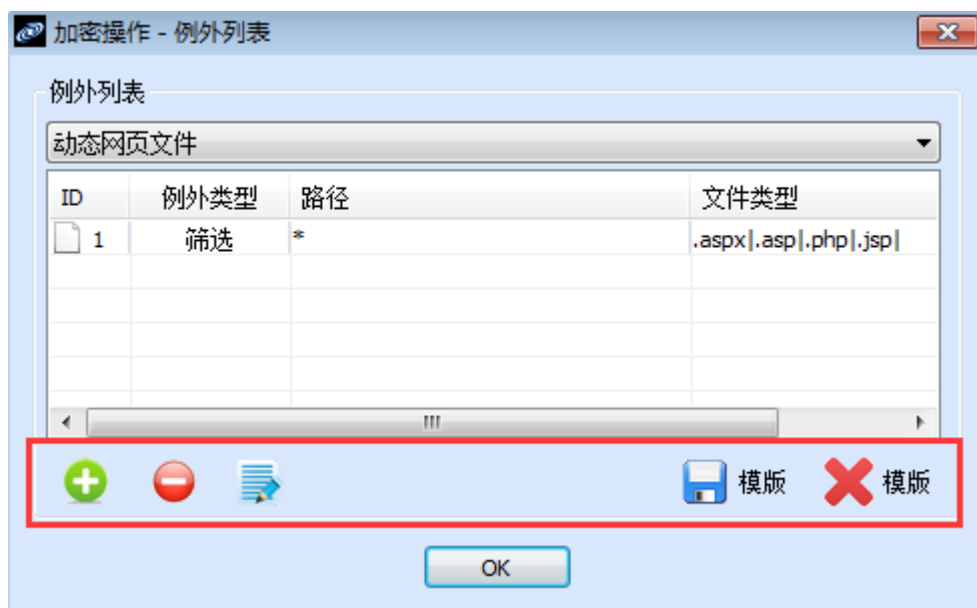 加密操作 - 例外列表
例外列表
动态网页文件
ID 例外类型 路径 文件类型
1 筛选 * .aspx|.asp|.php|.jsp|
模版 模版
OK